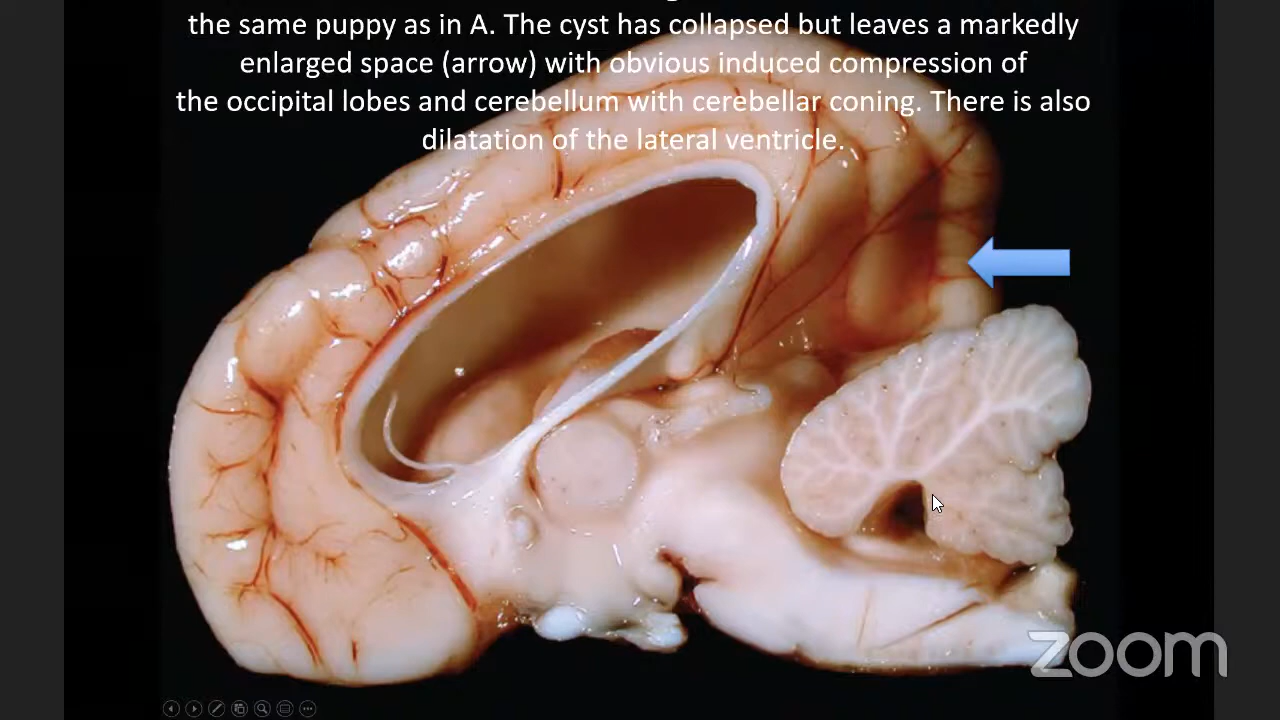 the same puppy as in A. The cyst has collapsed but leaves a markedly
enlarged space (arrow) with obvious induced compression of
the occipital lobes and cerebellum with cerebellar coning. There is also
dilatation of the lateral ventricle.
zoom